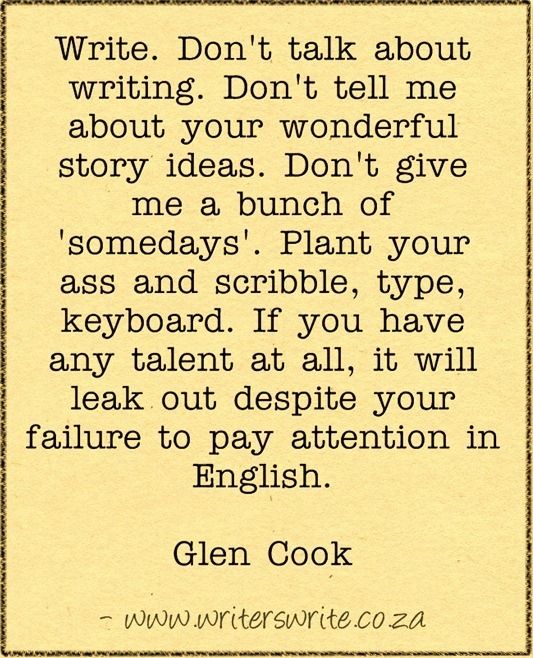 Write. Don't talk about
writing. Don't tell me
about your wonderful
story ideas. Don't give
me a bunch of
'somedays'. Plant your
ass and scribble, type,
keyboard. If you have
any talent at all, it will
leak out despite your
failure to pay attention in
English.
Glen Cook
- www.writerswrite.co.za